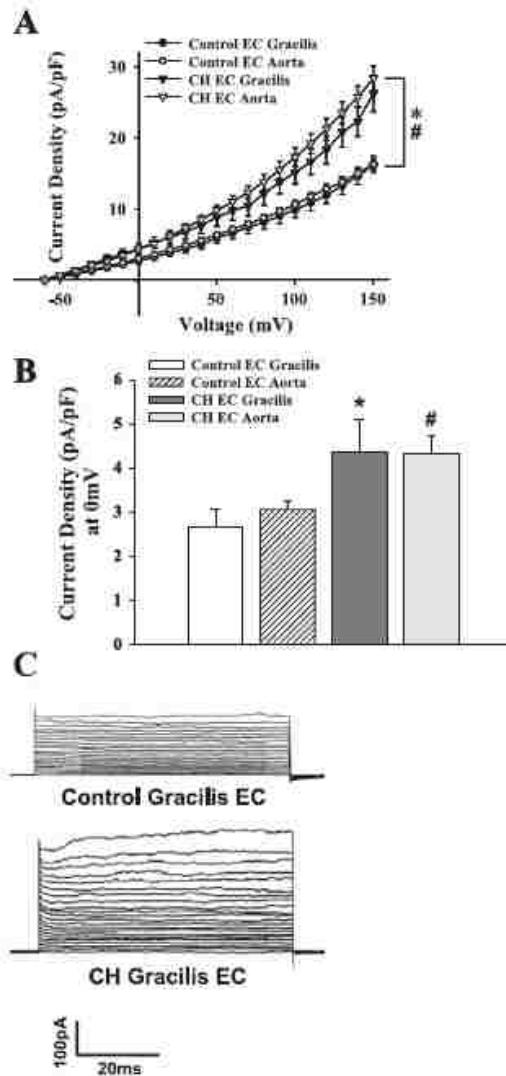 A
Control EC Gracilis
Control EC Aorta
CH EC Gracilis
CH EC Aorta
Current Density (pA/pF)
30
20
10
*
#
-50 50 100 150
Voltage (mV)
B
Control EC Gracilis
Control EC Aorta
CH EC Gracilis
CH EC Aorta
Current Density (pA/pF)
at 0mV
6
5
4
3
2
1
0
* #
C
Control Gracilis EC
CH Gracilis EC
100pA
20ms